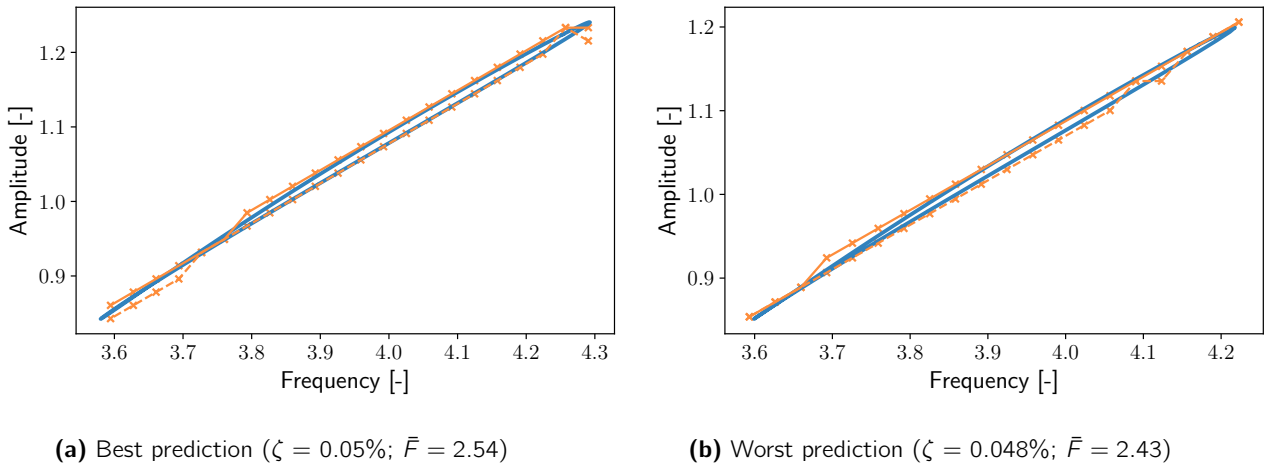 1.2
1.1
1.0
0.9
Amplitude [-]
3.6 3.7 3.8 3.9 4.0 4.1 4.2 4.3
Frequency [-]
(a) Best prediction (ζ = 0.05%; F̄ = 2.54)
1.2
1.1
1.0
0.9
Amplitude [-]
3.6 3.7 3.8 3.9 4.0 4.1 4.2
Frequency [-]
(b) Worst prediction (ζ = 0.048%; F̄ = 2.43)